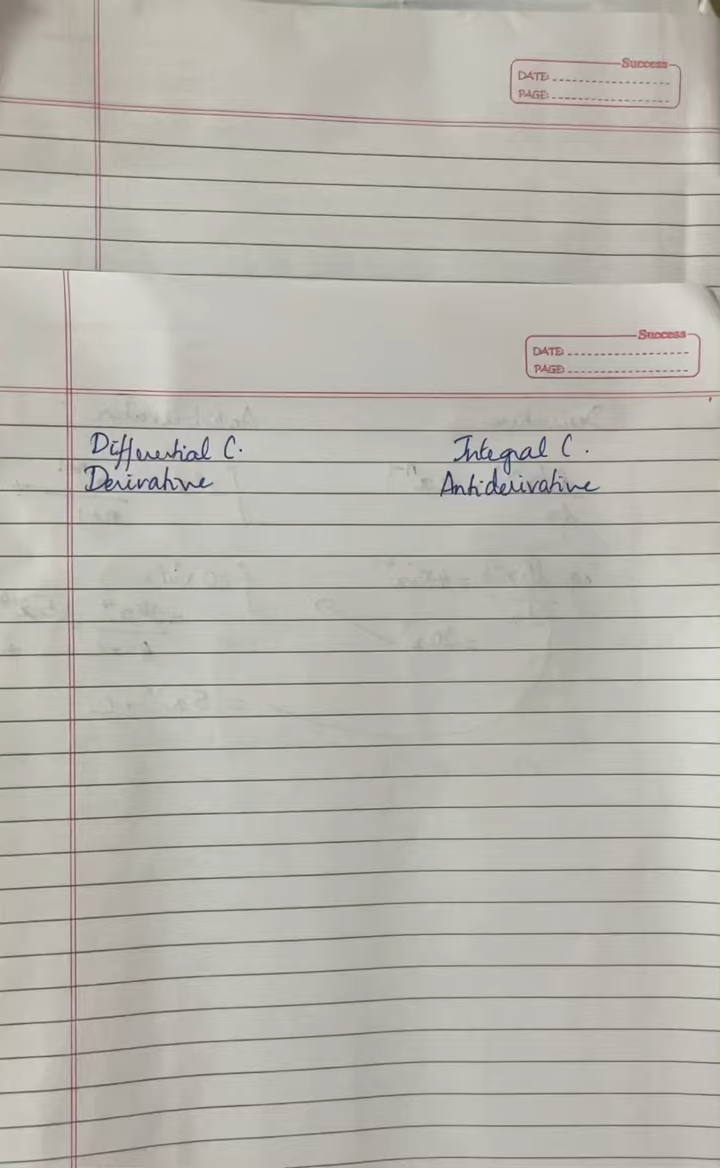 Success
DATE:
PAGE:
Success
DATE:
PAGE:
Differential C. Integral C.
Derivative Antiderivative